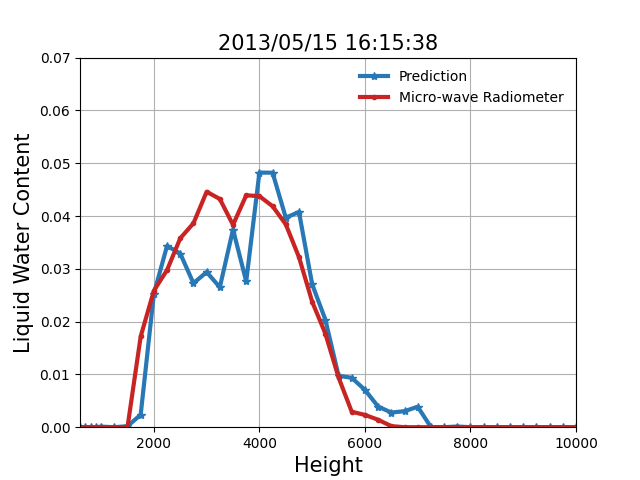 2013/05/15 16:15:38
Prediction
Micro-wave Radiometer
Liquid Water Content
0.07
0.06
0.05
0.04
0.03
0.02
0.01
0.00
2000 4000 6000 8000 10000
Height